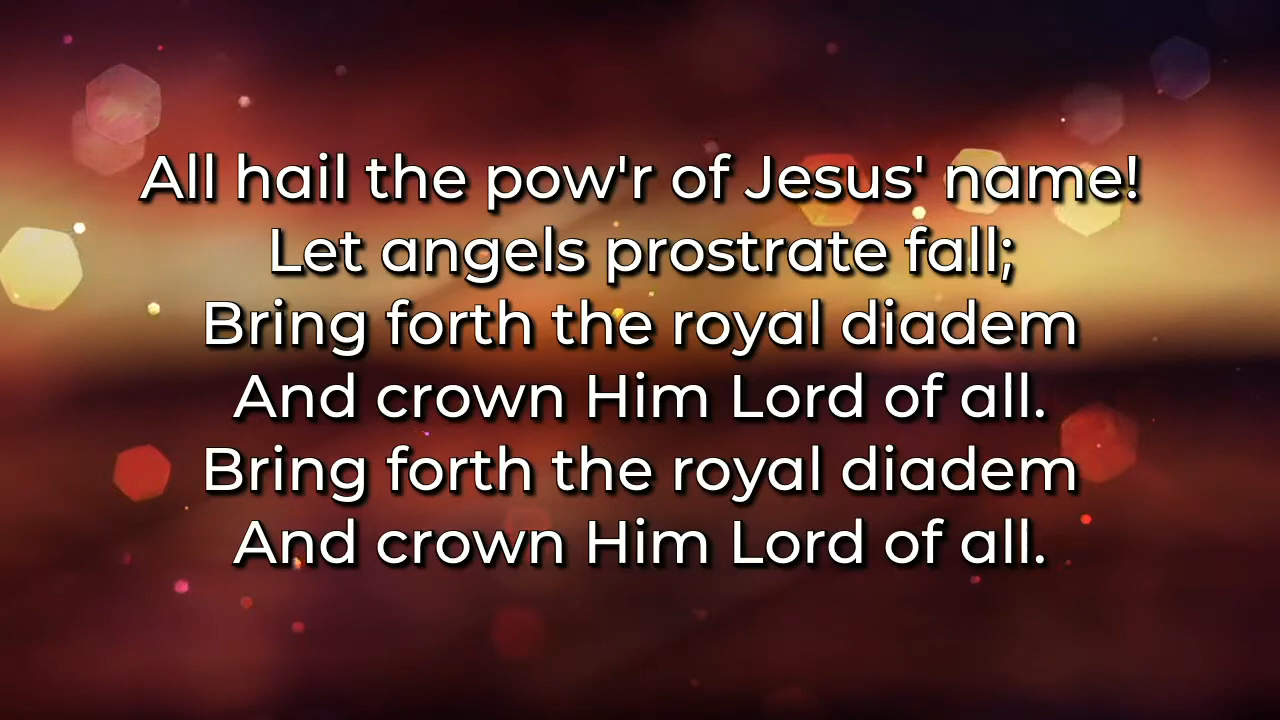 All hail the pow'r of Jesus' name!
Let angels prostrate fall;
Bring forth the royal diadem
And crown Him Lord of all.
Bring forth the royal diadem
And crown Him Lord of all.